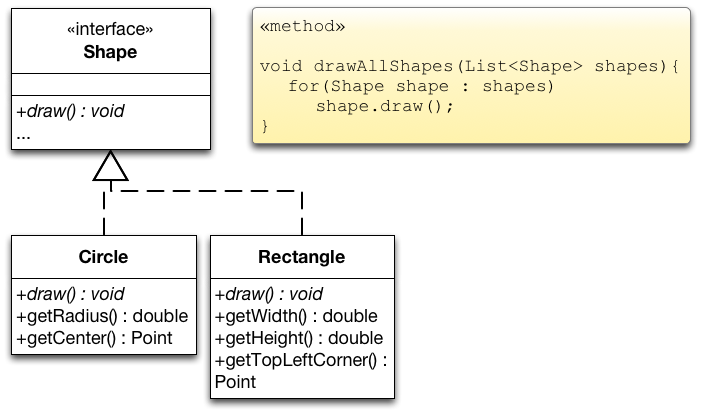 «interface»
Shape
+draw() : void
...
«method»
void drawAllShapes(List<Shape> shapes){
for(Shape shape : shapes)
shape.draw();
}
Circle
+draw() : void
+getRadius() : double
+getCenter() : Point
Rectangle
+draw() : void
+getWidth() : double
+getHeight() : double
+getTopLeftCorner() :
Point